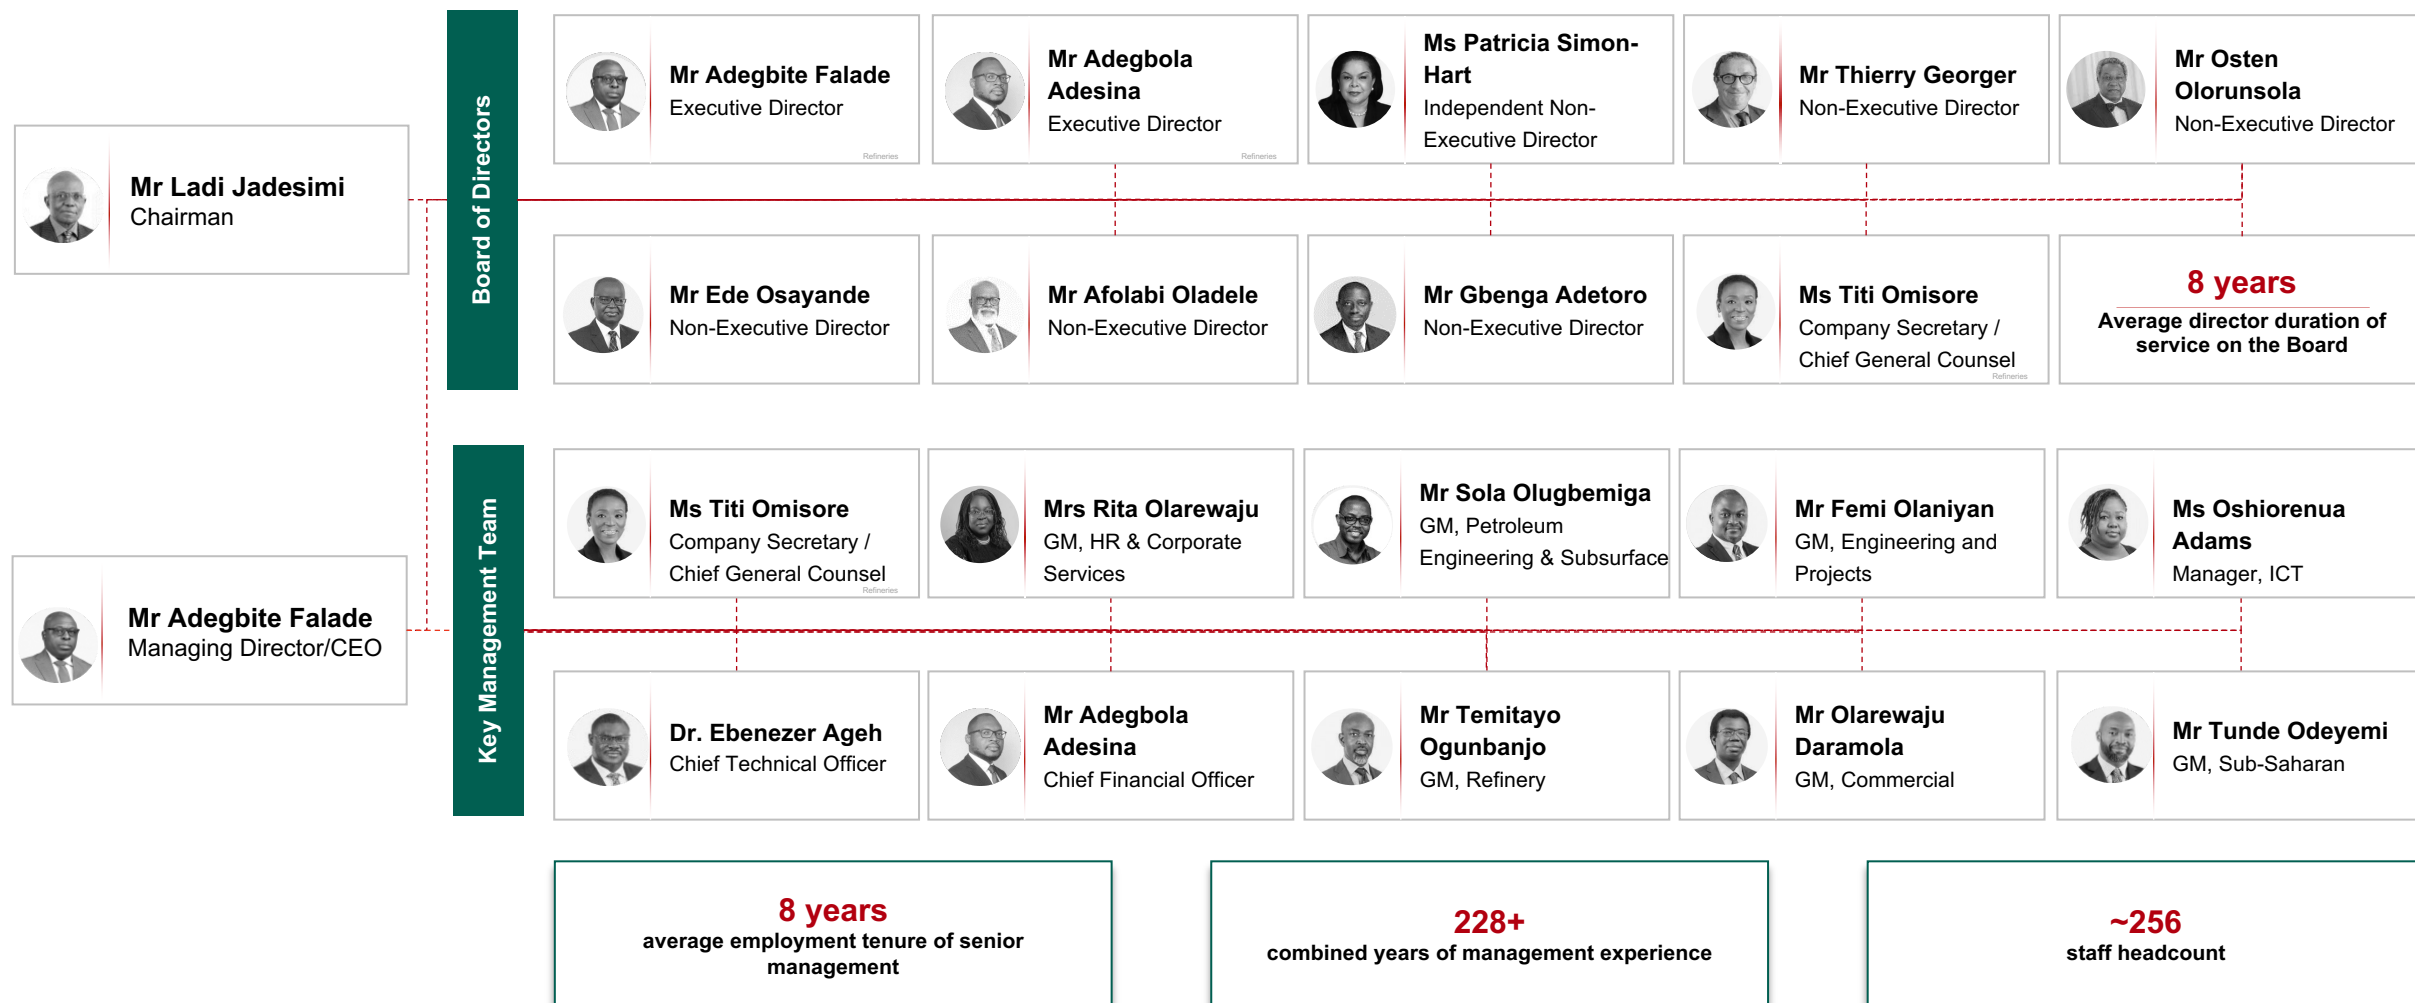 Mr Ladi Jadesimi
Chairman
Board of Directors
Mr Adegbite Falade
Executive Director
Refineries
Mr Adegbola
Adesina
Executive Director
Refineries
Ms Patricia Simon-
Hart
Independent Non-
Executive Director
Mr Thierry Georger
Non-Executive Director
Mr Osten
Olorunsola
Non-Executive Director
Mr Ede Osayande
Non-Executive Director
Mr Afolabi Oladele
Non-Executive Director
Mr Gbenga Adetoro
Non-Executive Director
Ms Titi Omisore
Company Secretary /
Chief General Counsel
Refineries
8 years
Average director duration of
service on the Board
Mr Adegbite Falade
Managing Director/CEO
Key Management Team
Ms Titi Omisore
Company Secretary /
Chief General Counsel
Refineries
Mrs Rita Olarewaju
GM, HR & Corporate
Services
Mr Sola Olugbemiga
GM, Petroleum
Engineering & Subsurface
Mr Femi Olaniyan
GM, Engineering and
Projects
Ms Oshiorenua
Adams
Manager, ICT
Dr. Ebenezer Ageh
Chief Technical Officer
Mr Adegbola
Adesina
Chief Financial Officer
Mr Temitayo
Ogunbanjo
GM, Refinery
Mr Olarewaju
Daramola
GM, Commercial
Mr Tunde Odeyemi
GM, Sub-Saharan
8 years
average employment tenure of senior
management
228+
combined years of management experience
~256
staff headcount